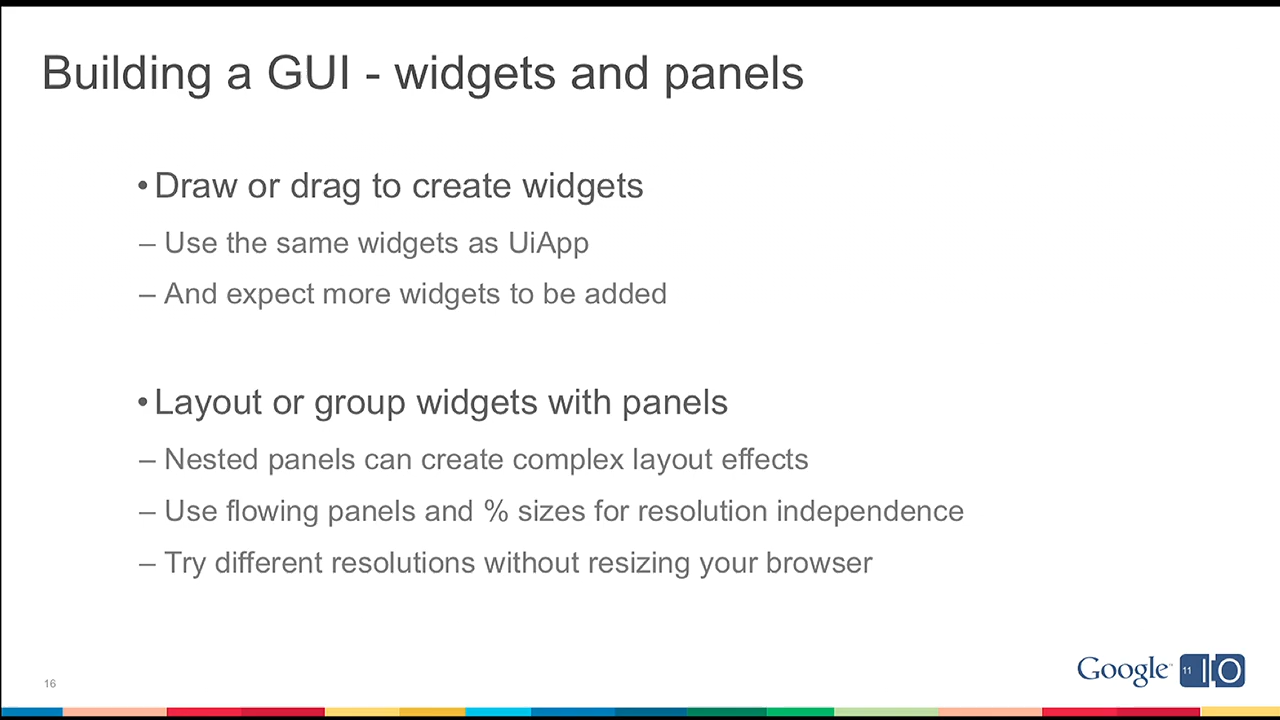 Building a GUI - widgets and panels
• Draw or drag to create widgets
– Use the same widgets as UiApp
– And expect more widgets to be added
• Layout or group widgets with panels
– Nested panels can create complex layout effects
– Use flowing panels and % sizes for resolution independence
– Try different resolutions without resizing your browser
16
Google™ 11 IO